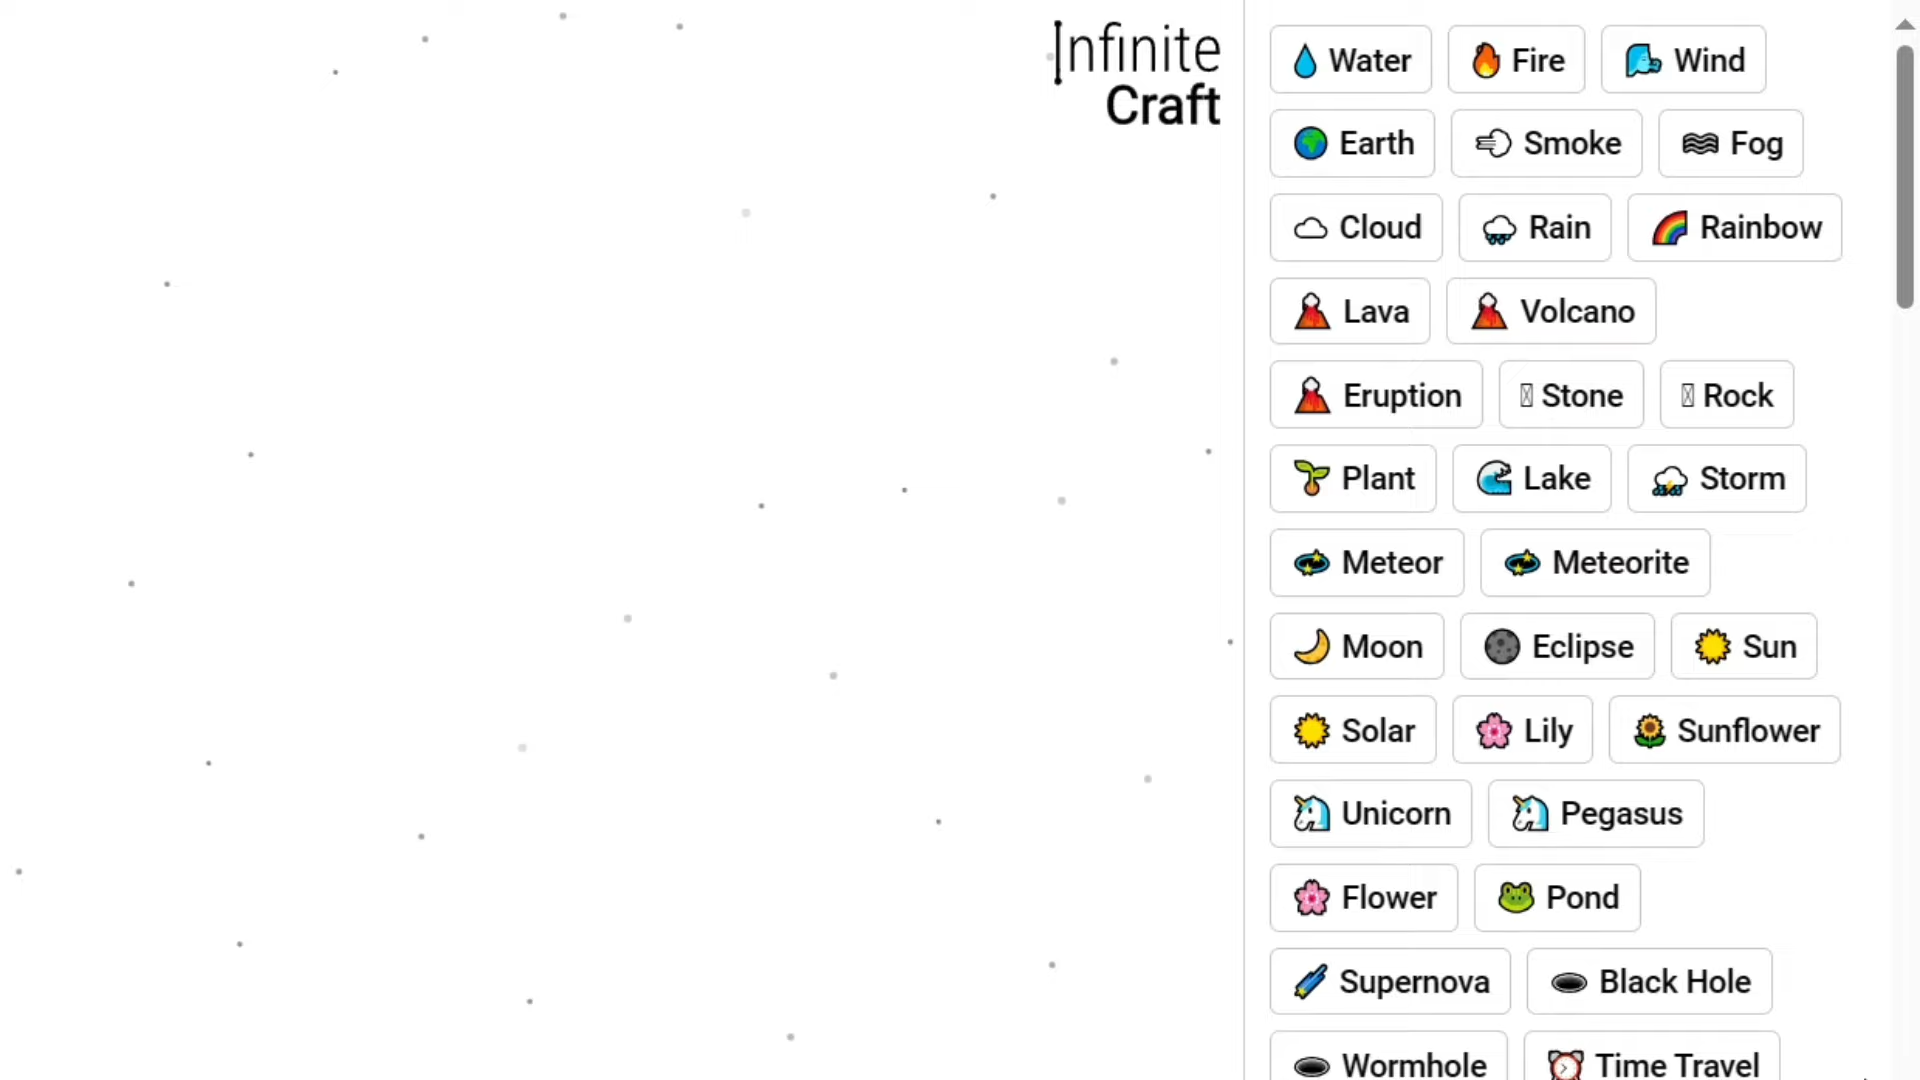 Infinite
Craft
Water Fire Wind
Earth Smoke Fog
Cloud Rain Rainbow
Lava Volcano
Eruption Stone Rock
Plant Lake Storm
Meteor Meteorite
Moon Eclipse Sun
Solar Lily Sunflower
Unicorn Pegasus
Flower Pond
Supernova Black Hole
Wormhole Time Travel